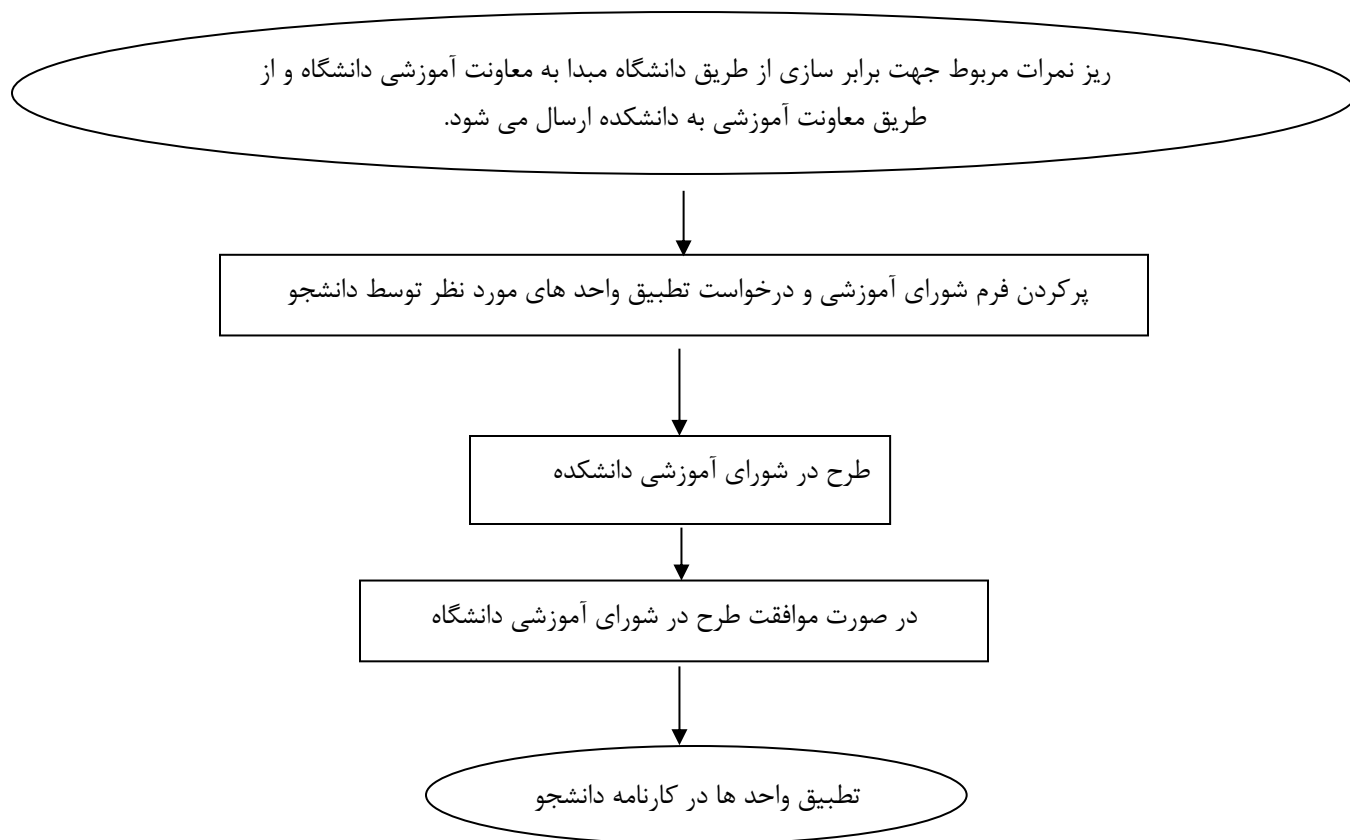 ریز نمرات مربوط جهت برابر سازی از طریق دانشگاه مبدا به معاونت آموزشی دانشگاه و از
طریق معاونت آموزشی به دانشکده ارسال می شود.
پرکردن فرم شورای آموزشی و درخواست تطبیق واحد های مورد نظر توسط دانشجو
طرح در شورای آموزشی دانشکده
در صورت موافقت طرح در شورای آموزشی دانشگاه
تطبیق واحد ها در کارنامه دانشجو